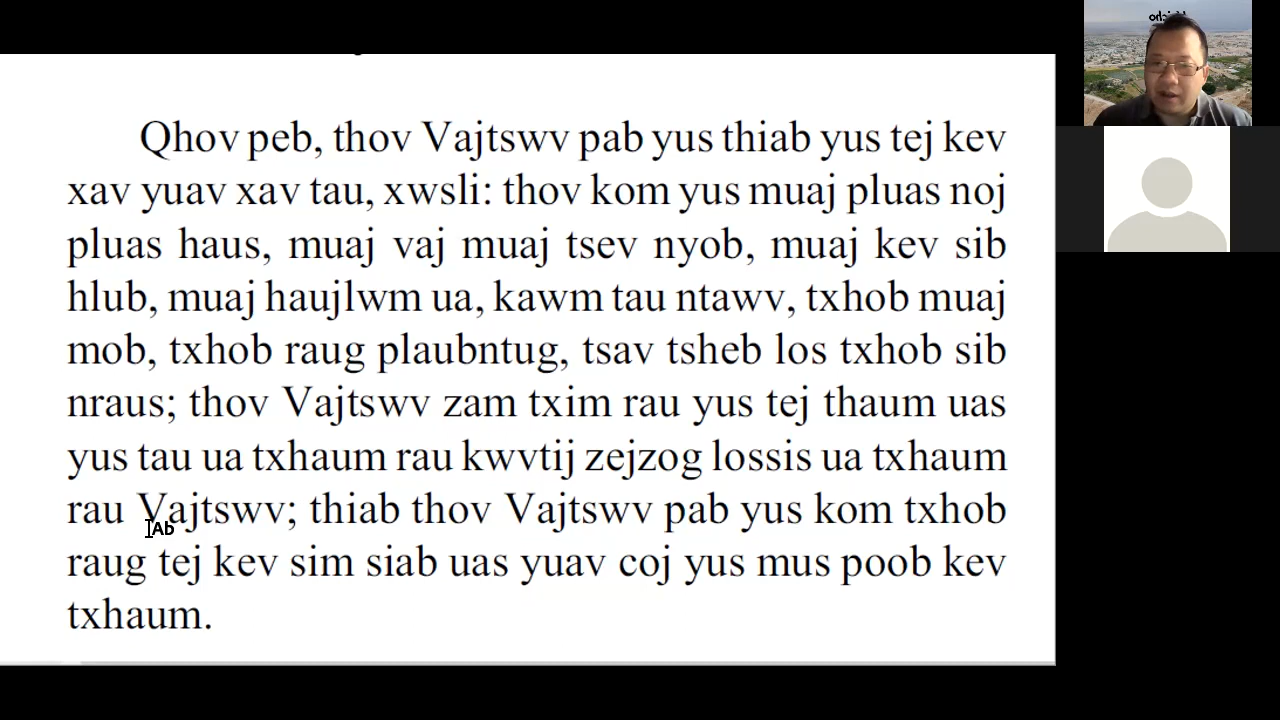 Qhov peb, thov Vajtswv pab yus thiab yus tej kev
xav yuav xav tau, xwsli: thov kom yus muaj pluas noj
pluas haus, muaj vaj muaj tsev nyob, muaj kev sib
hlub, muaj haujlwm ua, kawm tau ntawv, txhob muaj
mob, txhob raug plaubntug, tsav tsheb los txhob sib
nraus; thov Vajtswv zam txim rau yus tej thaum uas
yus tau ua txhaum rau kwvtij zejzog lossis ua txhaum
rau Vajtswv; thiab thov Vajtswv pab yus kom txhob
Ab
raug tej kev sim siab uas yuav coj yus mus poob kev
txhaum.